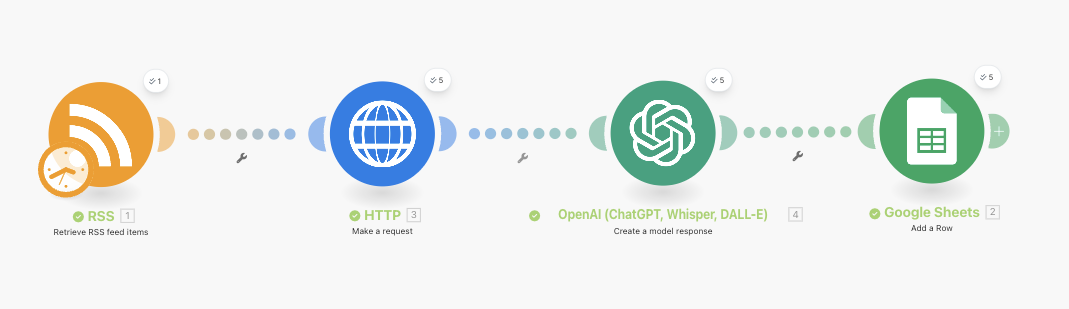 1
5
5
5
RSS 1
Retrieve RSS feed items
HTTP 3
Make a request
OpenAI (ChatGPT, Whisper, DALL-E) 4
Create a model response
Google Sheets 2
Add a Row